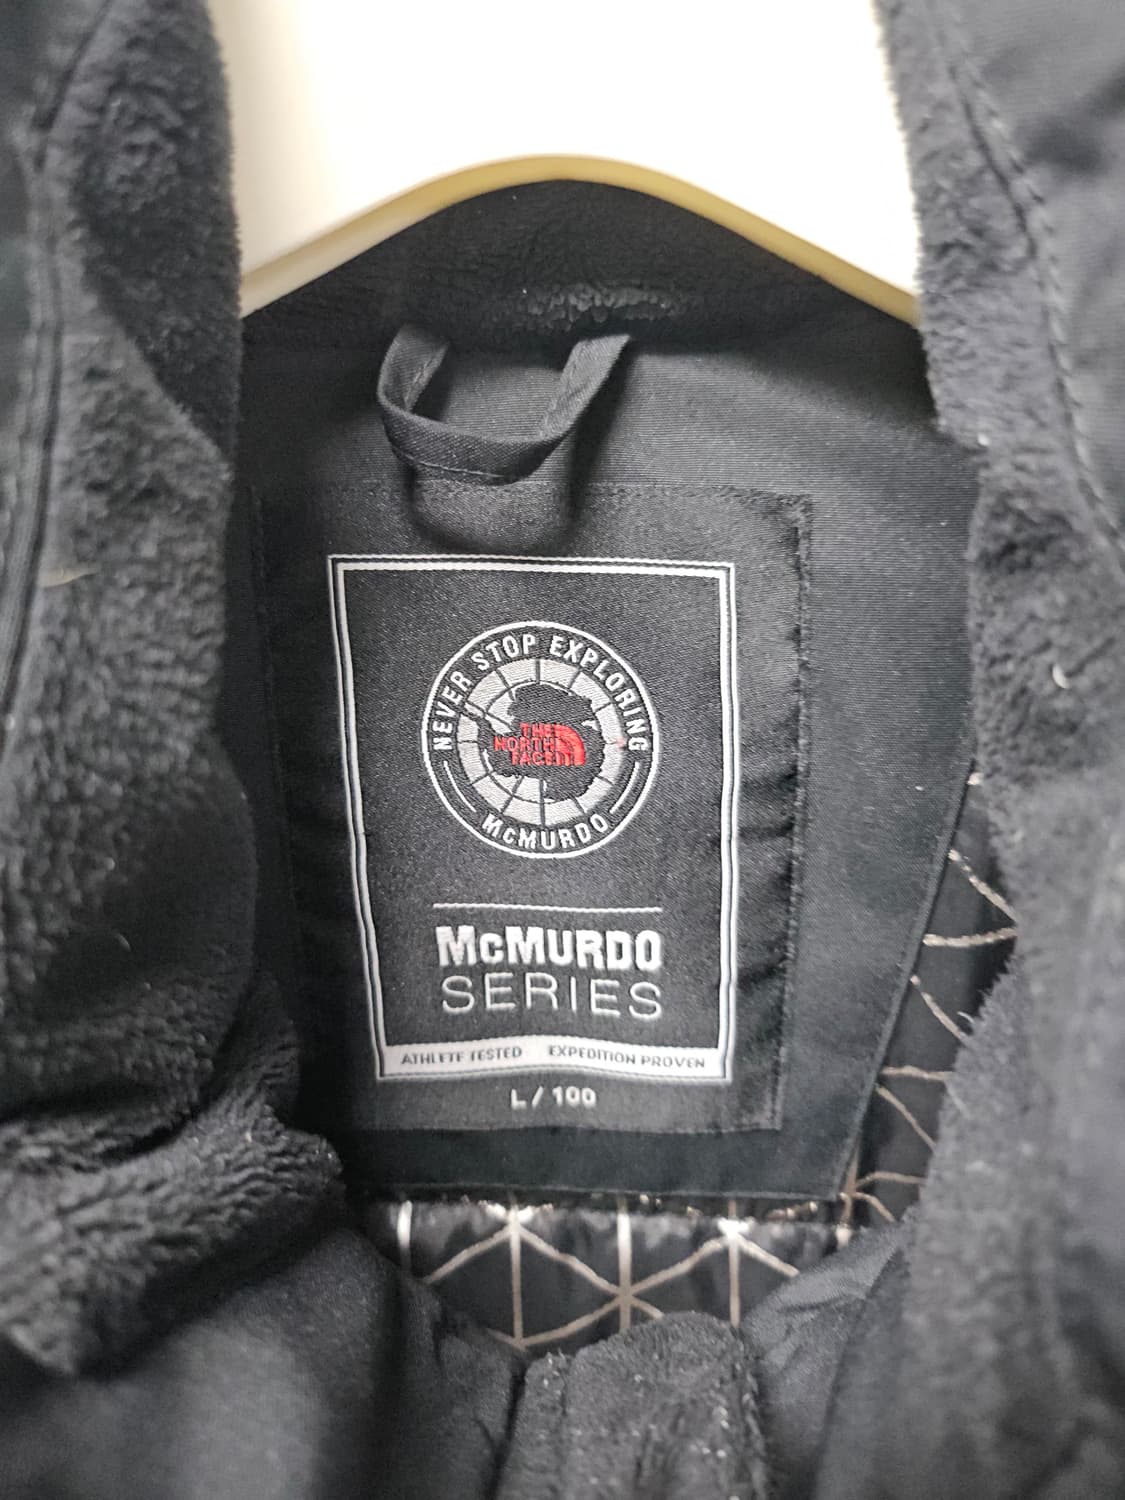 NEVER STOP EXPLORING
THE
NORTH
FACE
McMURDO
McMURDO
SERIES
ATHLETE TESTED EXPEDITION PROVEN
L / 100